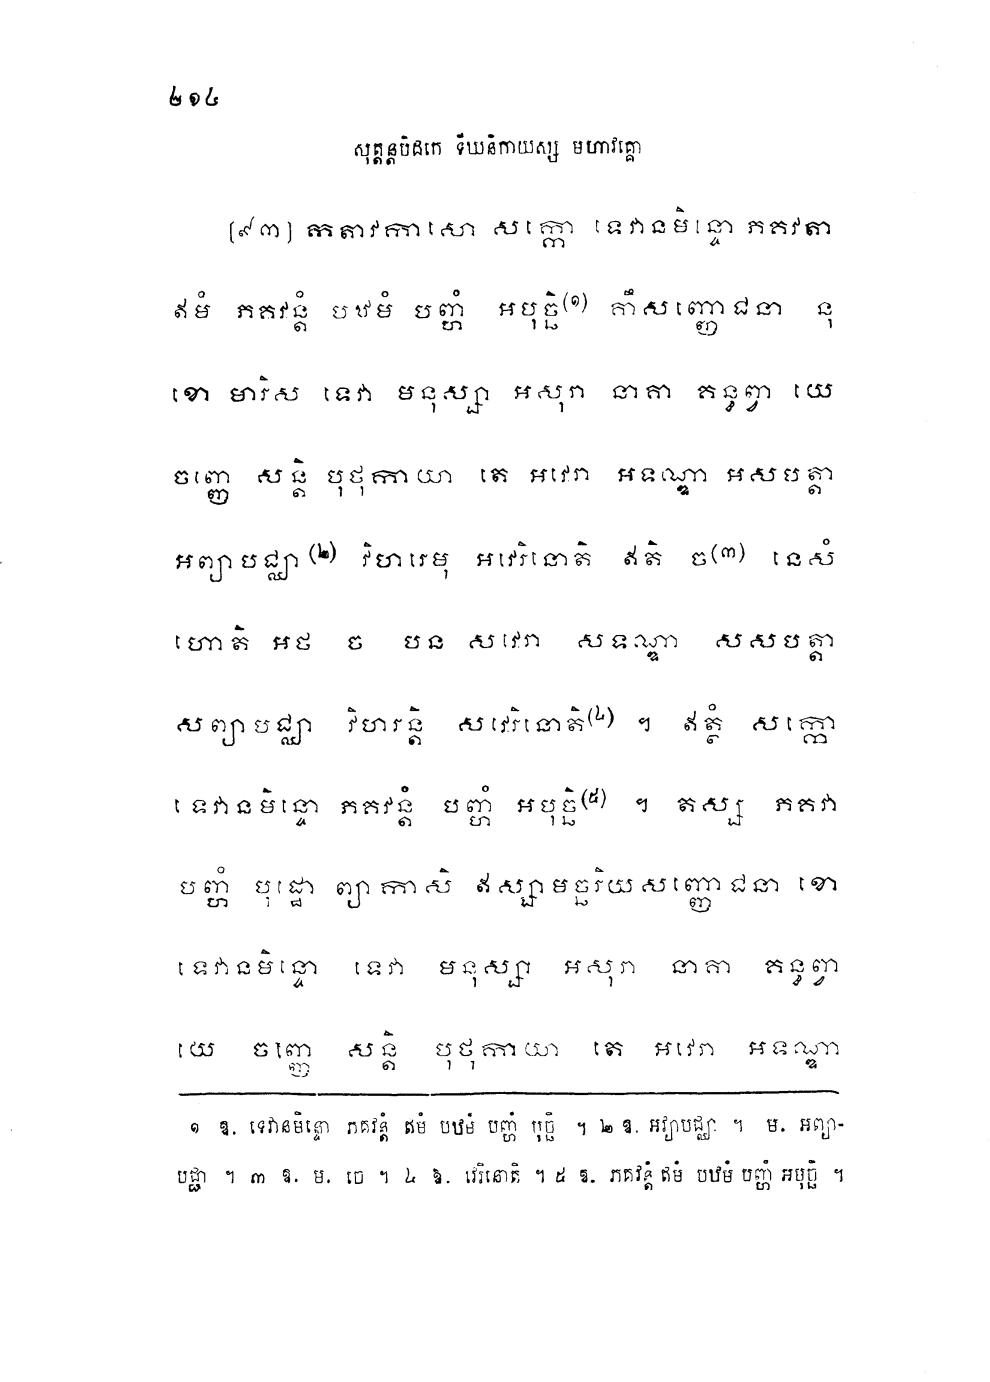 ២១៤
សុត្តន្តបិដកេ ទីឃនិកាយស្ស មហាវគ្គោ
[៩៣] កតាវកាសោ សក្កោ ទេវានមិន្ទោ ភគវតា
ឥមំ ភគវន្តំ បឋមំ បញ្ហំ អបុច្ឆិ(១) កឹសញ្ញោជនា នុ
ខោ មារិស ទេវា មនុស្សា អសុរា នាគា គន្ធព្វា យេ
ចញ្ញេ សន្តិ បុថុកាយា តេ អវេរា អទណ្ឌា អសបត្តា
អព្យាបជ្ឈា(២) វិហរេមុ អវេរិនោតិ ឥតិ ច(៣) នេសំ
ហោតិ អថ ច បន សវេរា សទណ្ឌា សសបត្តា
សព្យាបជ្ឈា វិហរន្តិ សវេរិនោតិ(៤) ។ ឥត្ថំ សក្កោ
ទេវានមិន្ទោ ភគវន្តំ បញ្ហំ អបុច្ឆិ(៥) ។ តស្ស ភគវា
បញ្ហំ បុដ្ឋោ ព្យាកាសិ ឥស្សាមច្ឆរិយសញ្ញោជនា ខោ
ទេវានមិន្ទោ ទេវា មនុស្សា អសុរា នាគា គន្ធព្វា
យេ ចញ្ញេ សន្តិ បុថុកាយា តេ អវេរា អទណ្ឌា
១ ឱ. ទេវានមិន្ទោ ភគវន្តំ ឥមំ បឋមំ បញ្ហំ បុច្ឆិ ។ ២ ឱ. អវ្យាបជ្ឈា ។ ម. អព្យា-
បជ្ជា ។ ៣ ឱ. ម. ចេ ។ ៤ ឱ. វេរិនោតិ ។ ៥ ឱ. ភគវន្តំ ឥមំ បឋមំ បញ្ហំ អបុច្ឆិ ។